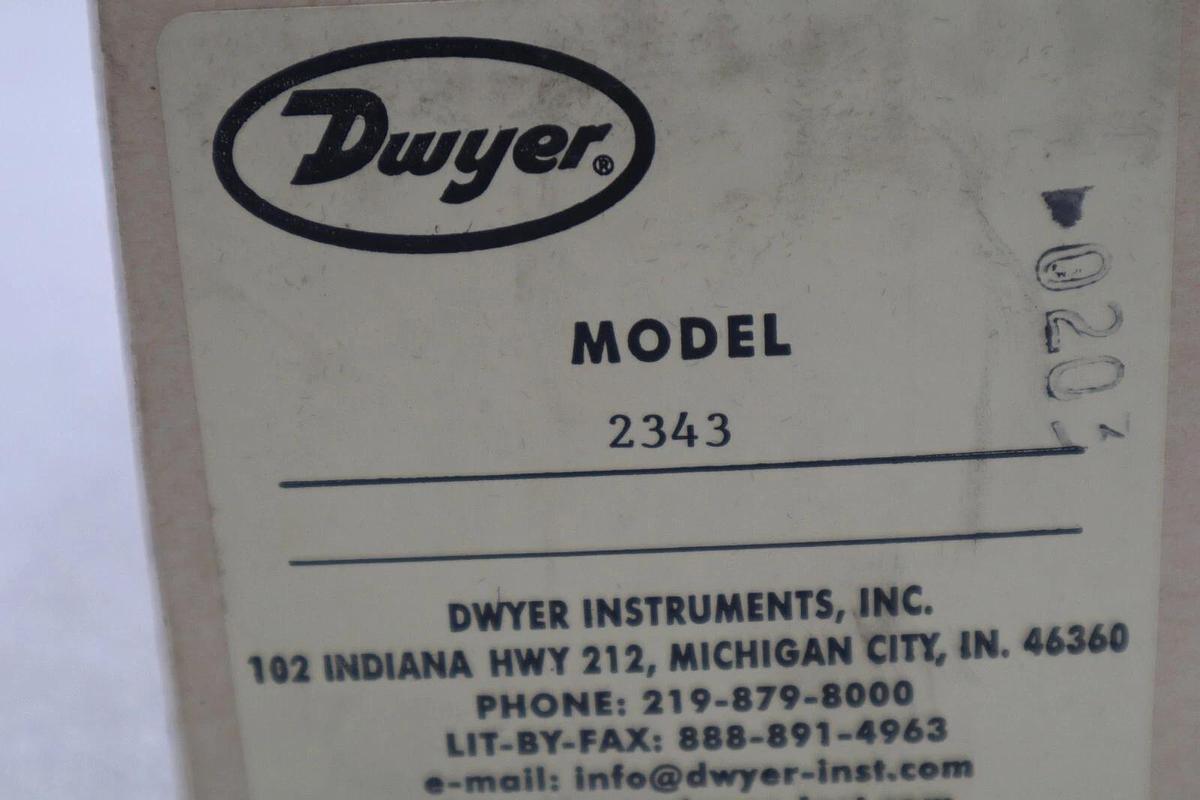 Dwyer®
MODEL
2343
020
DWYER INSTRUMENTS, INC.
102 INDIANA HWY 212, MICHIGAN CITY, IN. 46360
PHONE: 219-879-8000
LIT-BY-FAX: 888-891-4963
e-mail: info@dwyer-inst.com